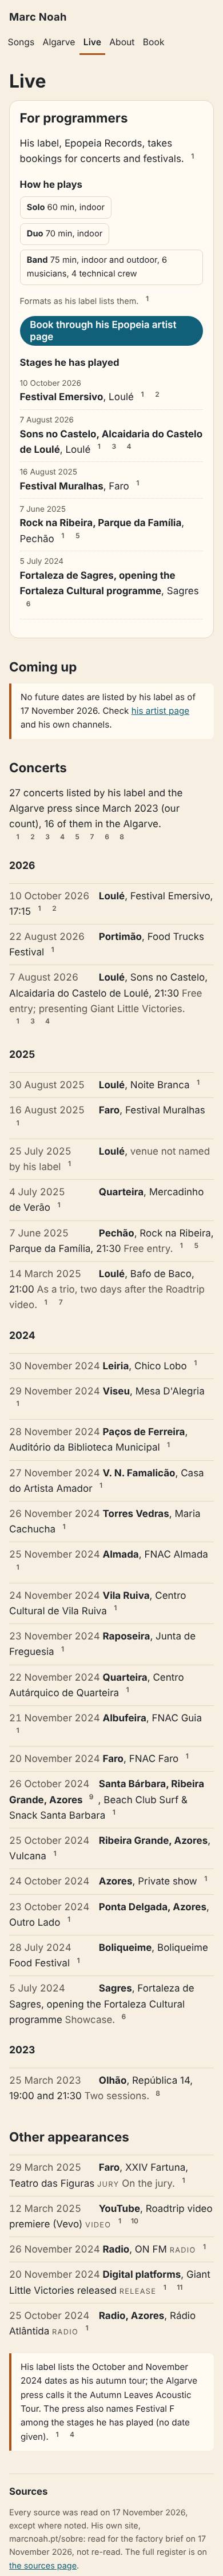 Marc Noah
Songs Algarve Live About Book
Live
For programmers
His label, Epopeia Records, takes
bookings for concerts and festivals. 1
How he plays
Solo 60 min, indoor
Duo 70 min, indoor
Band 75 min, indoor and outdoor, 6
musicians, 4 technical crew
Formats as his label lists them. 1
Book through his Epopeia artist
page
Stages he has played
10 October 2026
Festival Emersivo, Loulé 1 2
7 August 2026
Sons no Castelo, Alcaidaria do Castelo
de Loulé, Loulé 1 3 4
16 August 2025
Festival Muralhas, Faro 1
7 June 2025
Rock na Ribeira, Parque da Família,
Pechão 1 5
5 July 2024
Fortaleza de Sagres, opening the
Fortaleza Cultural programme, Sagres
6
Coming up
No future dates are listed by his label as of
17 November 2026. Check his artist page
and his own channels.
Concerts
27 concerts listed by his label and the
Algarve press since March 2023 (our
count), 16 of them in the Algarve.
1 2 3 4 5 7 6 8
2026
10 October 2026 Loulé, Festival Emersivo,
17:15 1 2
22 August 2026 Portimão, Food Trucks
Festival 1
7 August 2026 Loulé, Sons no Castelo,
Alcaidaria do Castelo de Loulé, 21:30 Free
entry; presenting Giant Little Victories.
1 3 4
2025
30 August 2025 Loulé, Noite Branca 1
16 August 2025 Faro, Festival Muralhas
1
25 July 2025 Loulé, venue not named
by his label 1
4 July 2025 Quarteira, Mercadinho
de Verão 1
7 June 2025 Pechão, Rock na Ribeira,
Parque da Família, 21:30 Free entry. 1 5
14 March 2025 Loulé, Bafo de Baco,
21:00 As a trio, two days after the Roadtrip
video. 1 7
2024
30 November 2024 Leiria, Chico Lobo 1
29 November 2024 Viseu, Mesa D'Alegria
1
28 November 2024 Paços de Ferreira,
Auditório da Biblioteca Municipal 1
27 November 2024 V. N. Famalicão, Casa
do Artista Amador 1
26 November 2024 Torres Vedras, Maria
Cachucha 1
25 November 2024 Almada, FNAC Almada
1
24 November 2024 Vila Ruiva, Centro
Cultural de Vila Ruiva 1
23 November 2024 Raposeira, Junta de
Freguesia 1
22 November 2024 Quarteira, Centro
Autárquico de Quarteira 1
21 November 2024 Albufeira, FNAC Guia
1
20 November 2024 Faro, FNAC Faro 1
26 October 2024 Santa Bárbara, Ribeira
Grande, Azores 9 , Beach Club Surf &
Snack Santa Barbara 1
25 October 2024 Ribeira Grande, Azores,
Vulcana 1
24 October 2024 Azores, Private show 1
23 October 2024 Ponta Delgada, Azores,
Outro Lado 1
28 July 2024 Boliqueime, Boliqueime
Food Festival 1
5 July 2024 Sagres, Fortaleza de
Sagres, opening the Fortaleza Cultural
programme Showcase. 6
2023
25 March 2023 Olhão, República 14,
19:00 and 21:30 Two sessions. 8
Other appearances
29 March 2025 Faro, XXIV Fartuna,
Teatro das Figuras JURY On the jury. 1
12 March 2025 YouTube, Roadtrip video
premiere (Vevo) VIDEO 1 10
26 November 2024 Radio, ON FM RADIO 1
20 November 2024 Digital platforms, Giant
Little Victories released RELEASE 1 11
25 October 2024 Radio, Azores, Rádio
Atlântida RADIO 1
His label lists the October and November
2024 dates as his autumn tour; the Algarve
press calls it the Autumn Leaves Acoustic
Tour. The press also names Festival F
among the stages he has played (no date
given). 1 4
Sources
Every source was read on 17 November 2026,
except where noted. His own site,
marcnoah.pt/sobre: read for the factory brief on 17
November 2026, not re-read. The full register is on
the sources page.